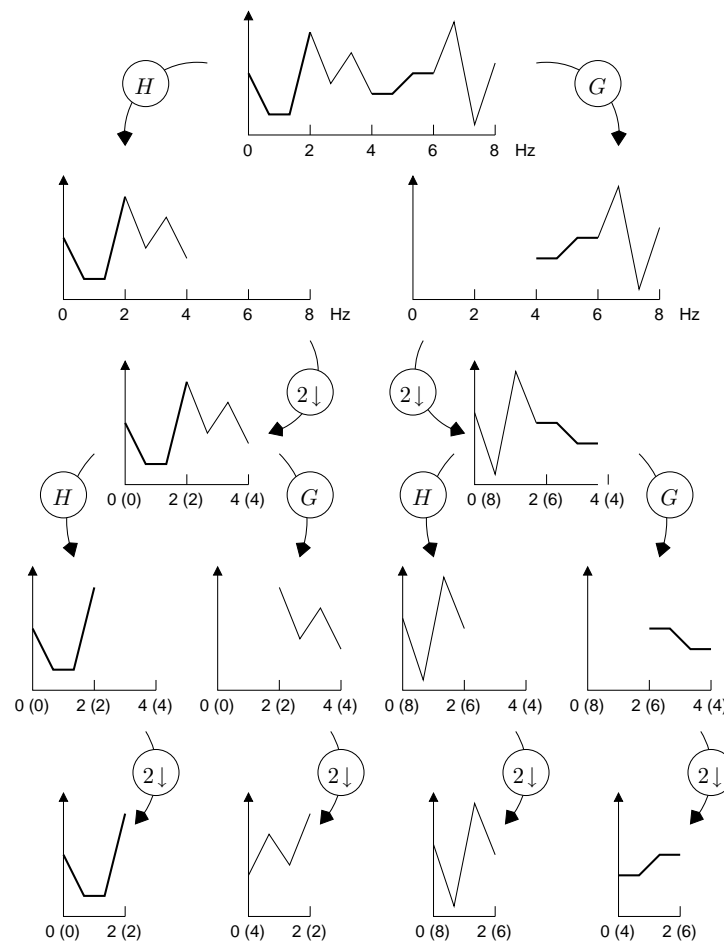 H G
0 2 4 6 8 Hz
0 2 4 6 8 Hz 0 2 4 6 8 Hz
2↓ 2↓
0 (0) 2 (2) 4 (4) 0 (8) 2 (6) 4 (4)
H G H G
0 (0) 2 (2) 4 (4) 0 (0) 2 (2) 4 (4) 0 (8) 2 (6) 4 (4) 0 (8) 2 (6) 4 (4)
2↓ 2↓ 2↓ 2↓
0 (0) 2 (2) 0 (4) 2 (2) 0 (8) 2 (6) 0 (4) 2 (6)